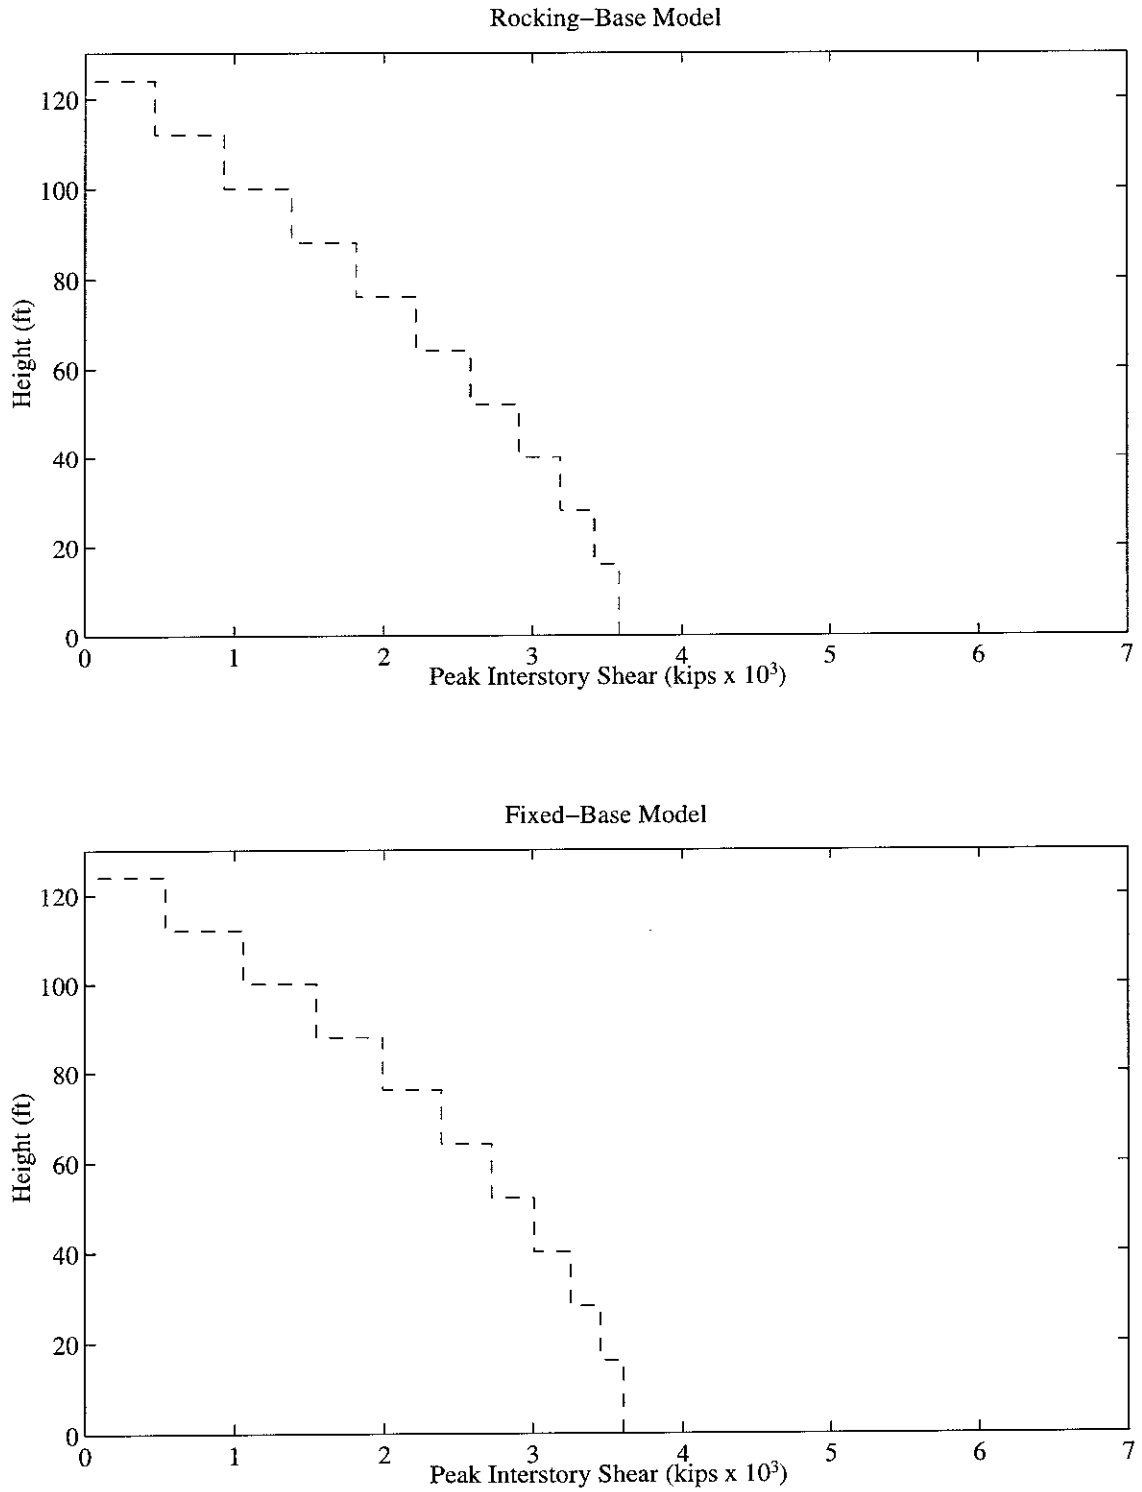 Rocking–Base Model
120
100
80
60
40
20
0
Height (ft)
0 1 2 3 4 5 6 7
Peak Interstory Shear (kips x 10³)
Fixed–Base Model
120
100
80
60
40
20
0
Height (ft)
0 1 2 3 4 5 6 7
Peak Interstory Shear (kips x 10³)